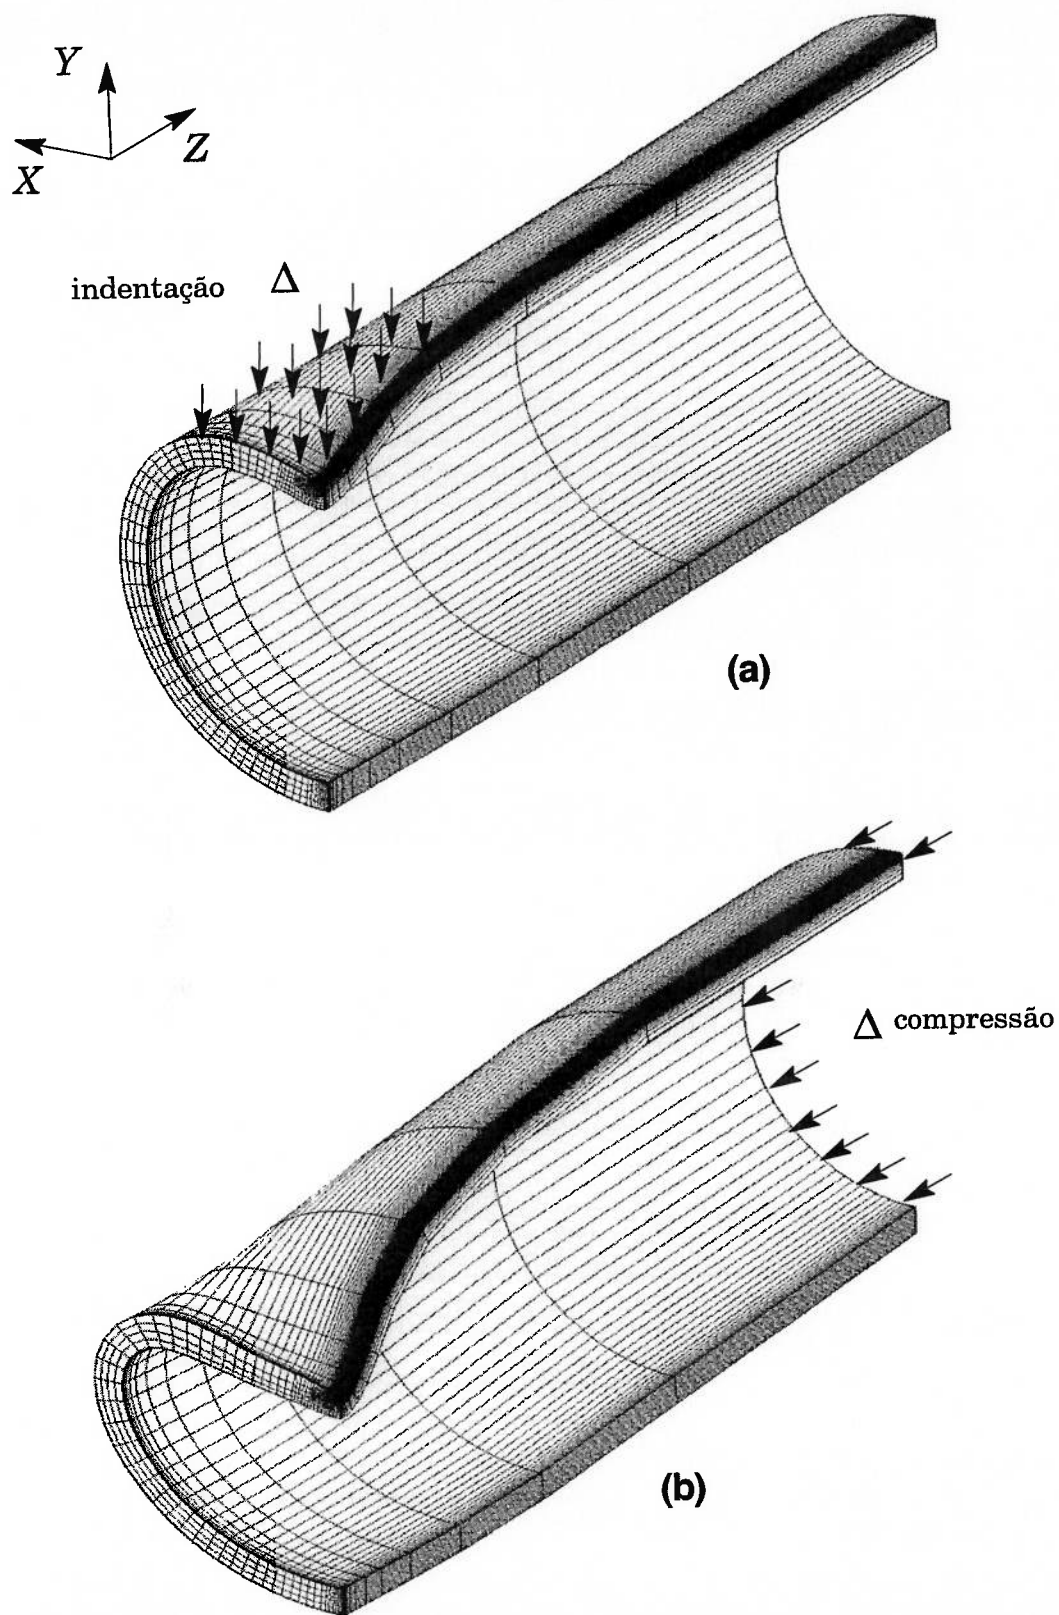 Y
X
Z
indentação Δ
(a)
Δ compressão
(b)